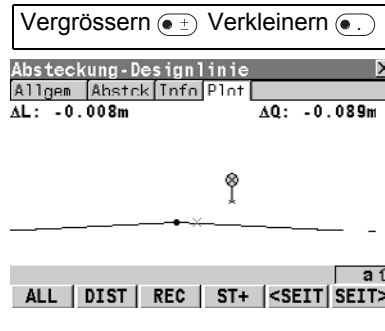 Vergrössern (• ±) Verkleinern (• .)
Absteckung-Designlinie X
Allgem Abstck Info Plot
ΔL: -0.008m ΔQ: -0.089m
a⇧
ALL DIST REC ST+ <SEIT SEIT>